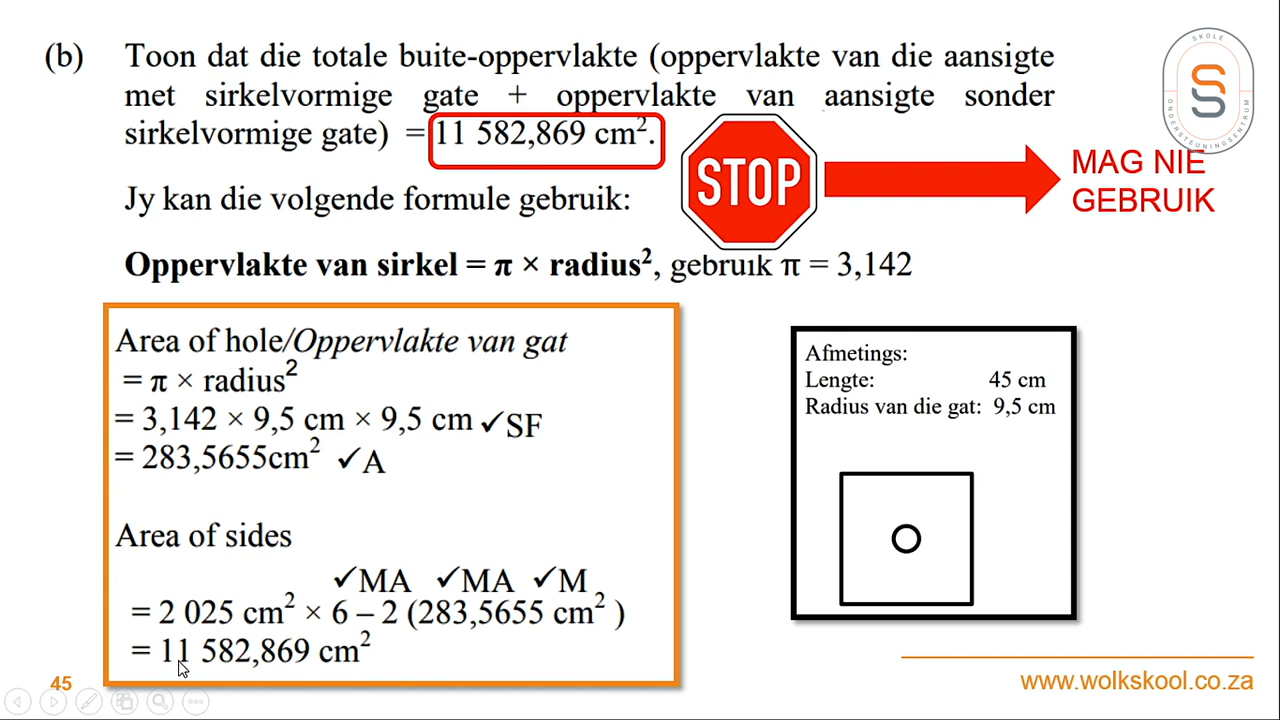 (b) Toon dat die totale buite-oppervlakte (oppervlakte van die aansigte
met sirkelvormige gate + oppervlakte van aansigte sonder
sirkelvormige gate) = 11 582,869 cm².
Jy kan die volgende formule gebruik:
Oppervlakte van sirkel = π × radius², gebruik π = 3,142
STOP
MAG NIE
GEBRUIK
SKOLE
ONDERSTEUNINGSENTRUM
Area of hole/Oppervlakte van gat
= π × radius²
= 3,142 × 9,5 cm × 9,5 cm ✓SF
= 283,5655cm² ✓A
Area of sides
✓MA ✓MA ✓M
= 2 025 cm² × 6 – 2 (283,5655 cm² )
= 11 582,869 cm²
Afmetings:
Lengte: 45 cm
Radius van die gat: 9,5 cm
45
www.wolkskool.co.za